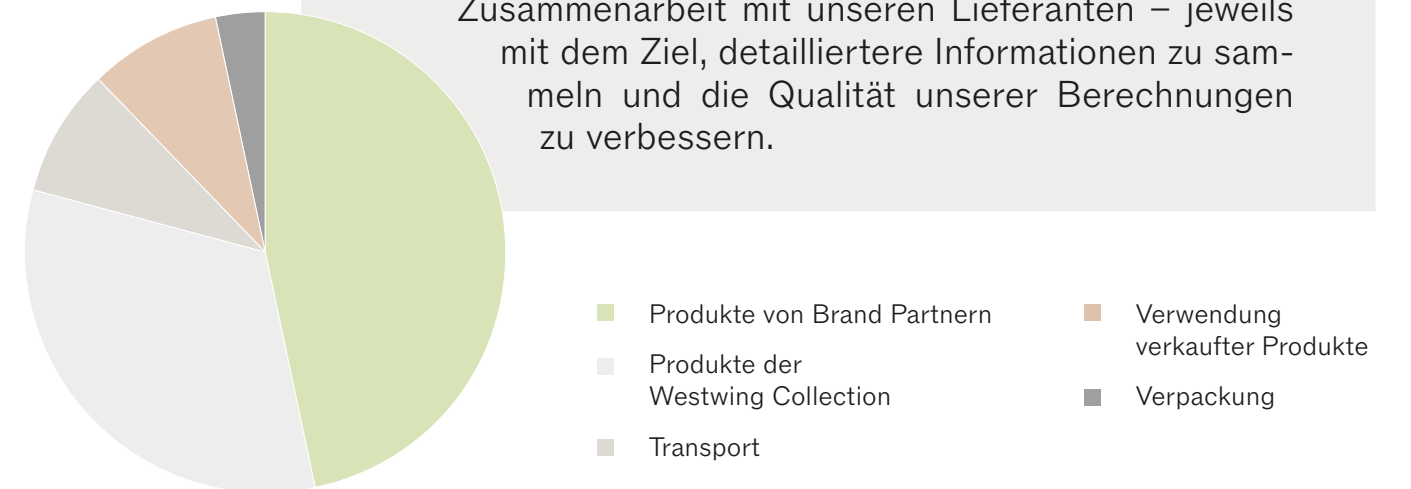 Zusammenarbeit mit unseren Lieferanten – jeweils
mit dem Ziel, detailliertere Informationen zu sam-
meln und die Qualität unserer Berechnungen
zu verbessern.
Produkte von Brand Partnern
Produkte der
Westwing Collection
Transport
Verwendung
verkaufter Produkte
Verpackung